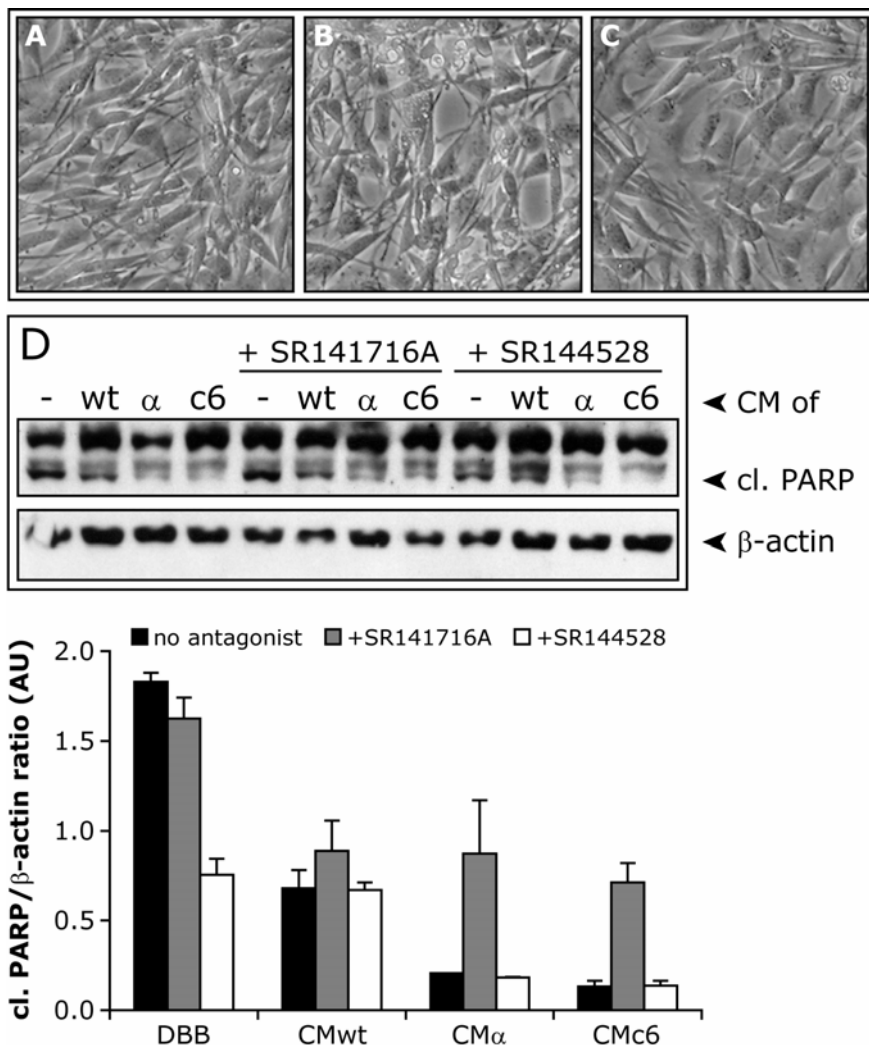 A B C
D
+ SR141716A + SR144528
- wt α c6 - wt α c6 - wt α c6 CM of
cl. PARP
β-actin
no antagonist +SR141716A +SR144528
cl. PARP/β-actin ratio (AU)
2.0
1.5
1.0
0.5
0.0
DBB CMwt CMα CMc6